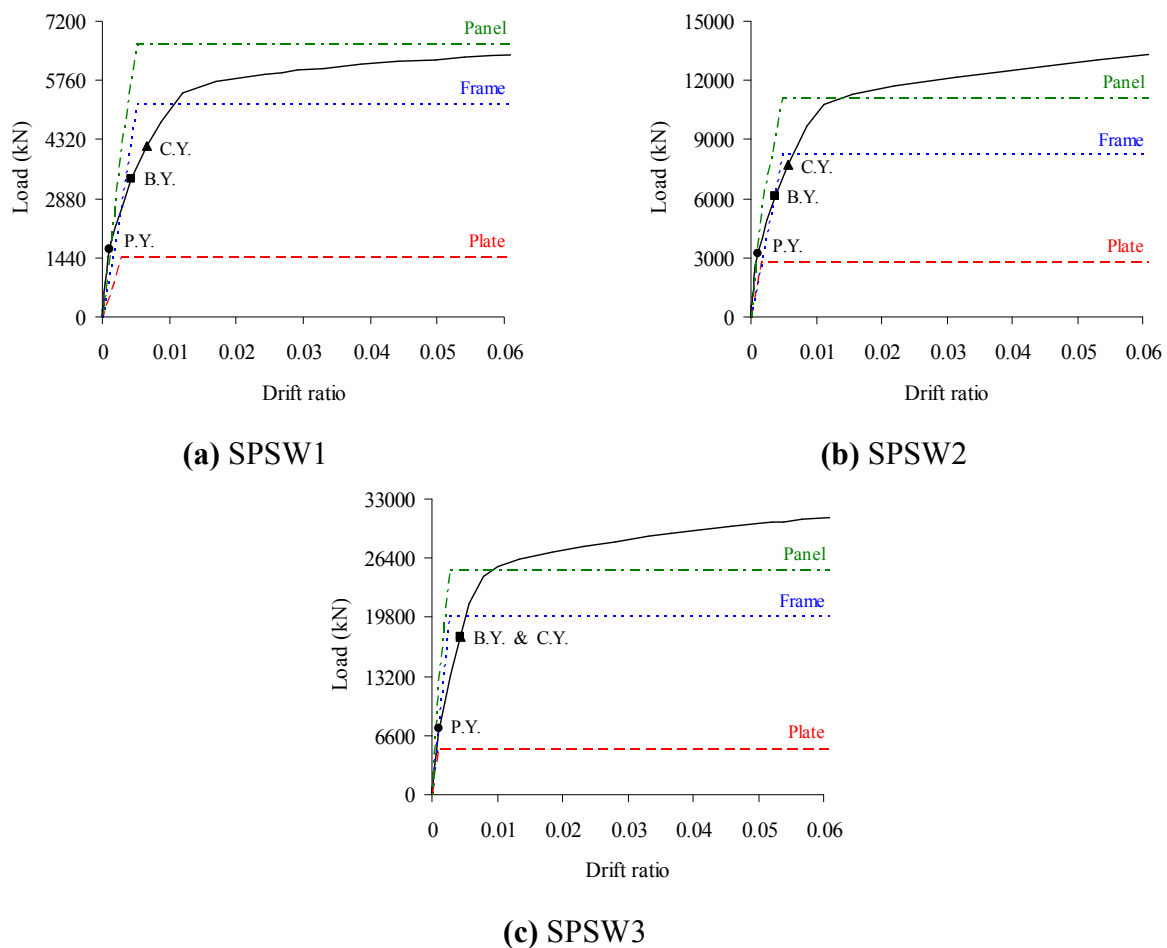 7200
5760
4320
2880
1440
0
Load (kN)
Panel
Frame
C.Y.
B.Y.
P.Y.
Plate
0 0.01 0.02 0.03 0.04 0.05 0.06
Drift ratio
(a) SPSW1
15000
12000
9000
6000
3000
0
Load (kN)
Panel
Frame
C.Y.
B.Y.
P.Y.
Plate
0 0.01 0.02 0.03 0.04 0.05 0.06
Drift ratio
(b) SPSW2
33000
26400
19800
13200
6600
0
Load (kN)
Panel
Frame
B.Y. & C.Y.
P.Y.
Plate
0 0.01 0.02 0.03 0.04 0.05 0.06
Drift ratio
(c) SPSW3